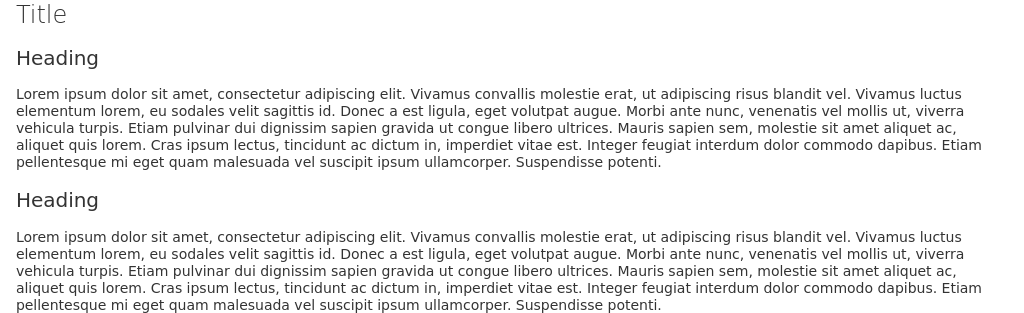 Title
Heading
Lorem ipsum dolor sit amet, consectetur adipiscing elit. Vivamus convallis molestie erat, ut adipiscing risus blandit vel. Vivamus luctus
elementum lorem, eu sodales velit sagittis id. Donec a est ligula, eget volutpat augue. Morbi ante nunc, venenatis vel mollis ut, viverra
vehicula turpis. Etiam pulvinar dui dignissim sapien gravida ut congue libero ultrices. Mauris sapien sem, molestie sit amet aliquet ac,
aliquet quis lorem. Cras ipsum lectus, tincidunt ac dictum in, imperdiet vitae est. Integer feugiat interdum dolor commodo dapibus. Etiam
pellentesque mi eget quam malesuada vel suscipit ipsum ullamcorper. Suspendisse potenti.
Heading
Lorem ipsum dolor sit amet, consectetur adipiscing elit. Vivamus convallis molestie erat, ut adipiscing risus blandit vel. Vivamus luctus
elementum lorem, eu sodales velit sagittis id. Donec a est ligula, eget volutpat augue. Morbi ante nunc, venenatis vel mollis ut, viverra
vehicula turpis. Etiam pulvinar dui dignissim sapien gravida ut congue libero ultrices. Mauris sapien sem, molestie sit amet aliquet ac,
aliquet quis lorem. Cras ipsum lectus, tincidunt ac dictum in, imperdiet vitae est. Integer feugiat interdum dolor commodo dapibus. Etiam
pellentesque mi eget quam malesuada vel suscipit ipsum ullamcorper. Suspendisse potenti.